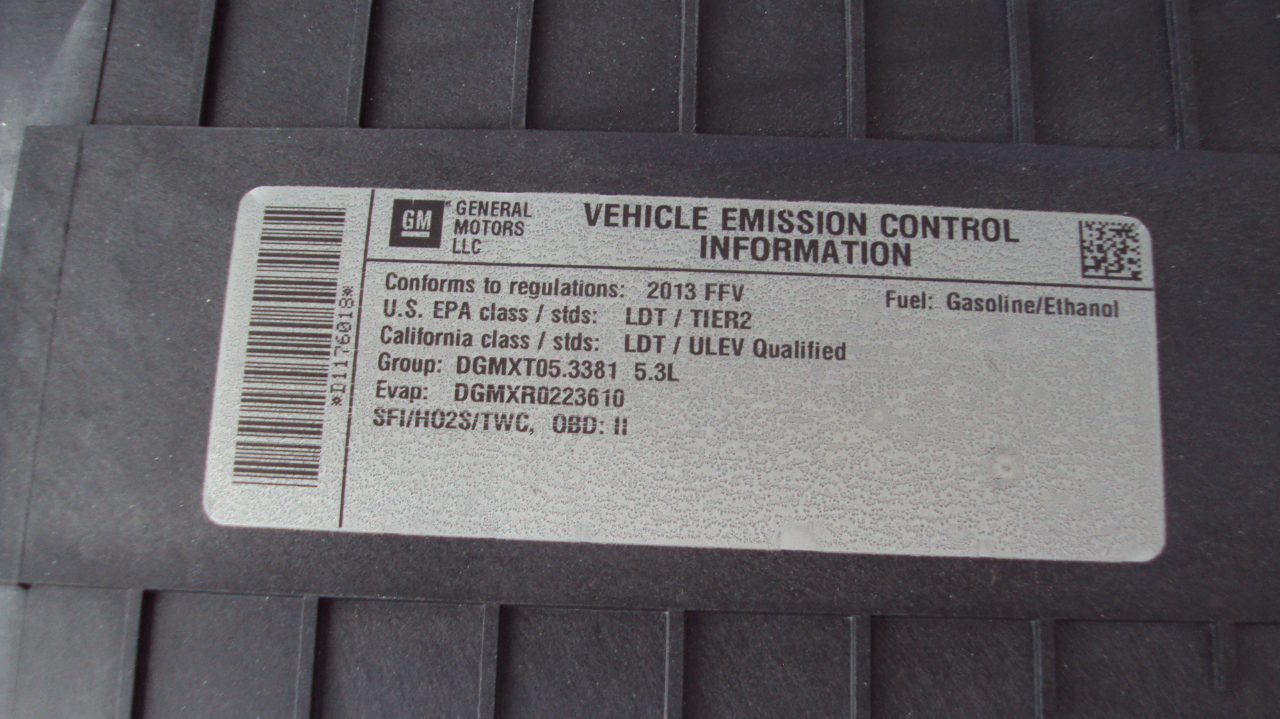 GM
GENERAL
MOTORS
LLC
VEHICLE EMISSION CONTROL
INFORMATION
Conforms to regulations: 2013 FFV
Fuel: Gasoline/Ethanol
U.S. EPA class / stds: LDT / TIER2
California class / stds: LDT / ULEV Qualified
Group: DGMXT05.3381 5.3L
Evap: DGMXR0223610
SFI/HO2S/TWC, OBD: II
*D1176018*